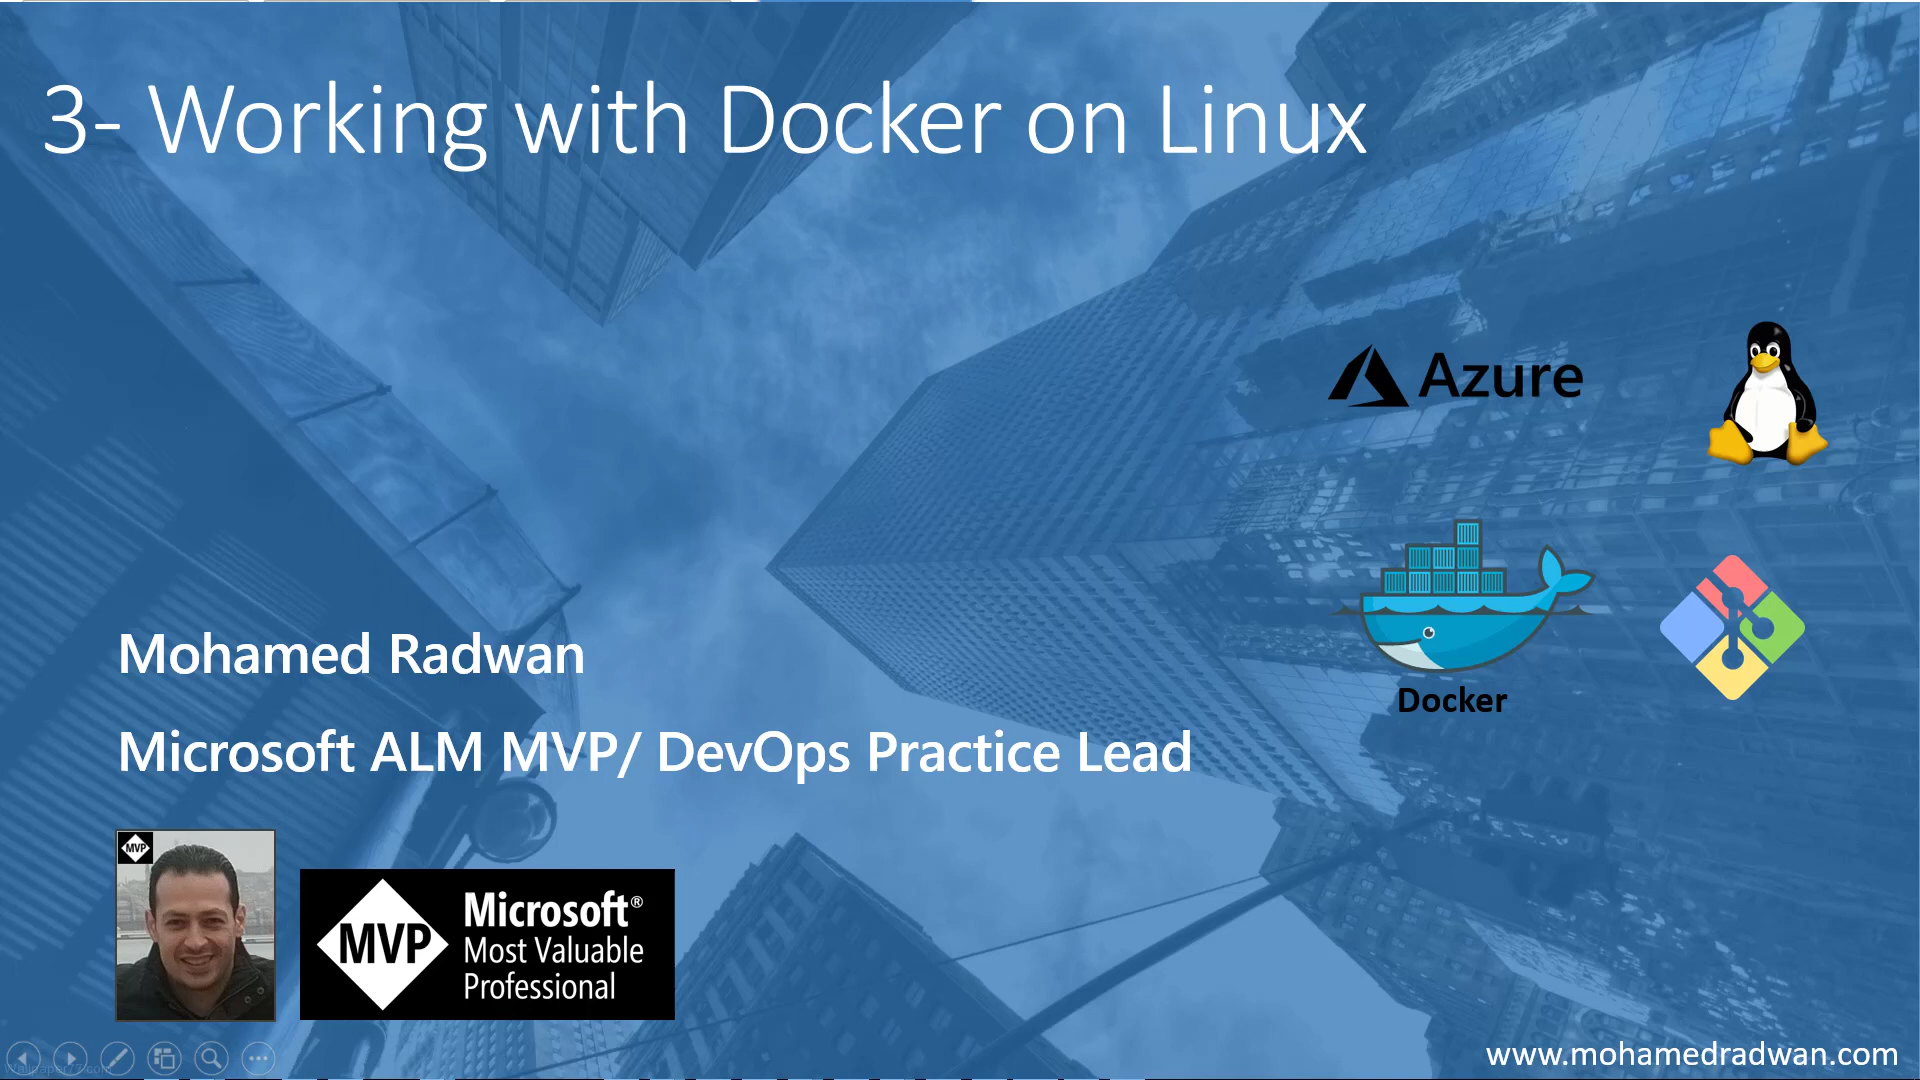 3- Working with Docker on Linux
Azure
Docker
Mohamed Radwan
Microsoft ALM MVP/ DevOps Practice Lead
MVP
MVP
Microsoft®
Most Valuable
Professional
www.mohamedradwan.com